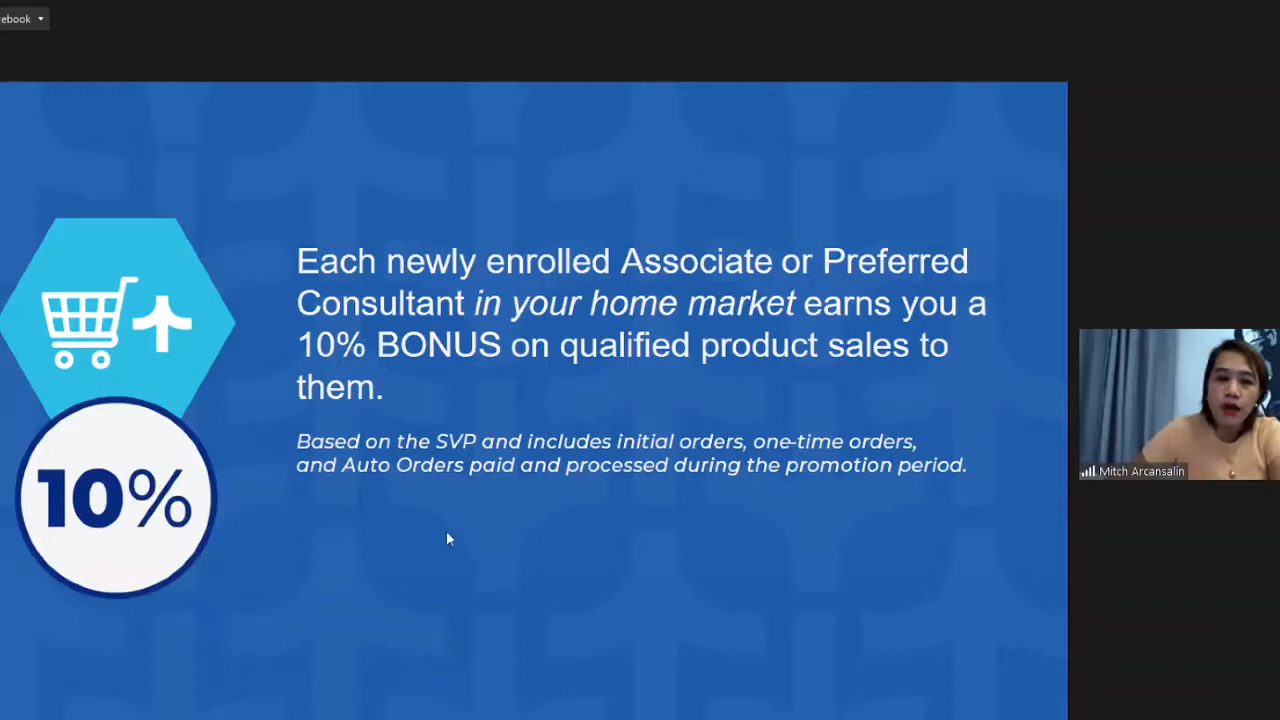 ebook
Each newly enrolled Associate or Preferred
Consultant in your home market earns you a
10% BONUS on qualified product sales to
them.
Based on the SVP and includes initial orders, one-time orders,
and Auto Orders paid and processed during the promotion period.
10%
Mitch Arcansalin